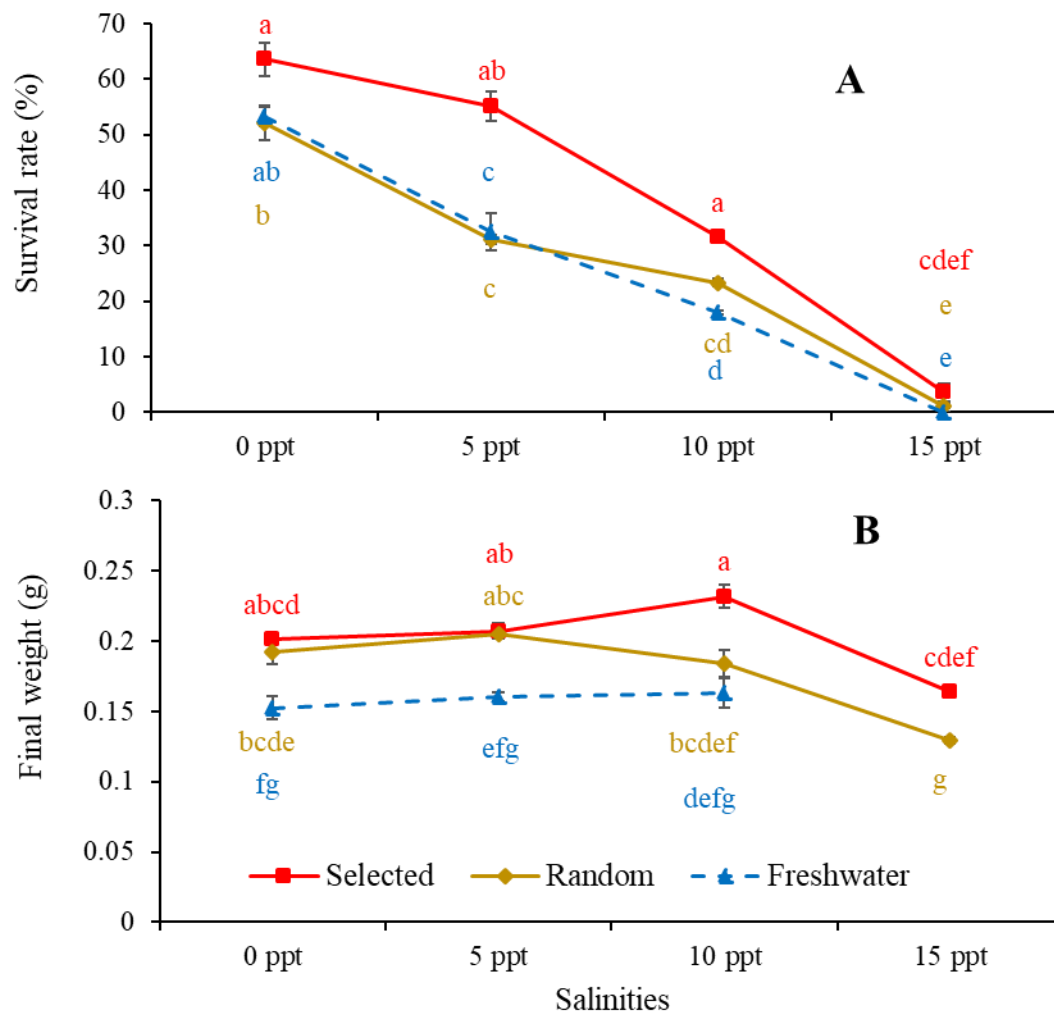 70
60
50
40
30
20
10
0
Survival rate (%)
A
a
ab
a
cdef
ab
c
e
b
c
cd
d
e
0 ppt 5 ppt 10 ppt 15 ppt
0.3
0.25
0.2
0.15
0.1
0.05
0
Final weight (g)
B
ab
a
abcd
abc
cdef
bcde
efg
bcdef
fg
defg
g
Selected Random Freshwater
0 ppt 5 ppt 10 ppt 15 ppt
Salinities